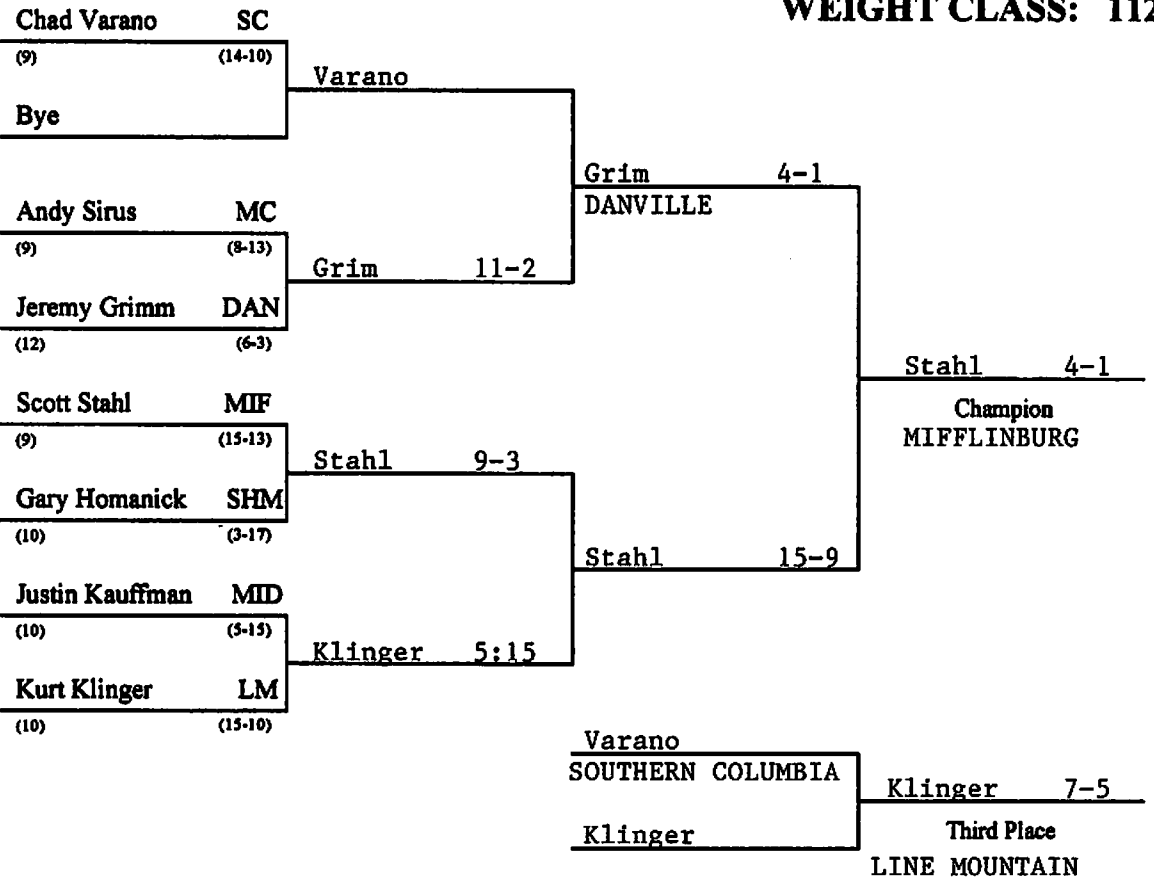 WEIGHT CLASS: 112
Chad Varano SC
(9) (14-10)
Varano
Bye
Grim 4-1
DANVILLE
Andy Sirus MC
(9) (8-13)
Grim 11-2
Jeremy Grimm DAN
(12) (6-3)
Stahl 4-1
Champion
MIFFLINBURG
Scott Stahl MIF
(9) (15-13)
Stahl 9-3
Gary Homanick SHM
(10) (3-17)
Stahl 15-9
Justin Kauffman MID
(10) (5-15)
Klinger 5:15
Kurt Klinger LM
(10) (15-10)
Varano
SOUTHERN COLUMBIA
Klinger 7-5
Klinger
Third Place
LINE MOUNTAIN